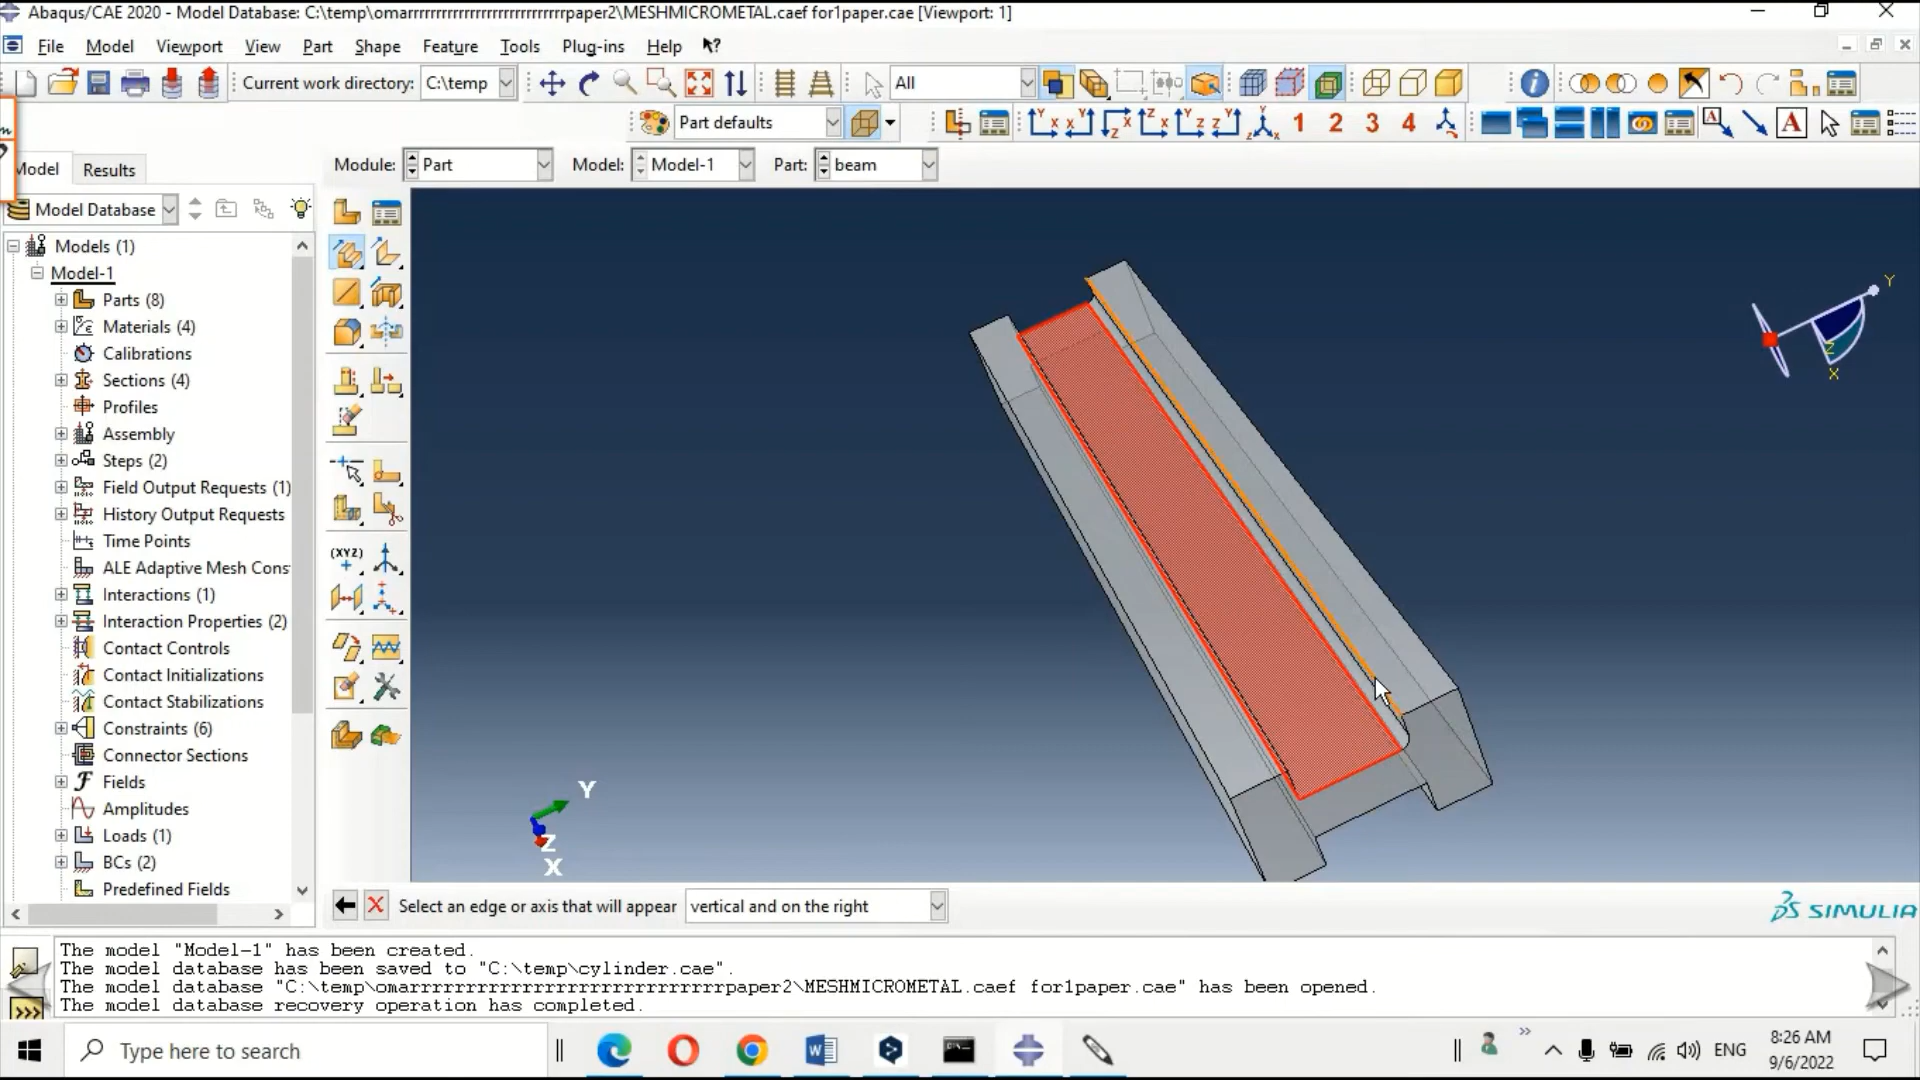 Abaqus/CAE 2020 - Model Database: C:\temp\omarrrrrrrrrrrrrrrrrrrrrrrrrrrrpaper2\MESHMICROMETAL.caef for1paper.cae [Viewport: 1]
File Model Viewport View Part Shape Feature Tools Plug-ins Help
Current work directory: C:\temp All
Part defaults 1 2 3 4 A
Model Results Module: Part Model: Model-1 Part: beam
Model Database
Models (1)
Model-1
Parts (8)
Materials (4)
Calibrations
Sections (4)
Profiles
Assembly
Steps (2)
Field Output Requests (1)
History Output Requests
Time Points
ALE Adaptive Mesh Cons
Interactions (1)
Interaction Properties (2)
Contact Controls
Contact Initializations
Contact Stabilizations
Constraints (6)
Connector Sections
Fields
Amplitudes
Loads (1)
BCs (2)
Predefined Fields
(XYZ)
Y
Z
X
Y
Z
X
Select an edge or axis that will appear vertical and on the right
SIMULIA
The model "Model-1" has been created.
The model database has been saved to "C:\temp\cylinder.cae".
The model database "C:\temp\omarrrrrrrrrrrrrrrrrrrrrrrrrrrrpaper2\MESHMICROMETAL.caef for1paper.cae" has been opened.
The model database recovery operation has completed.
Type here to search
ENG
8:26 AM
9/6/2022